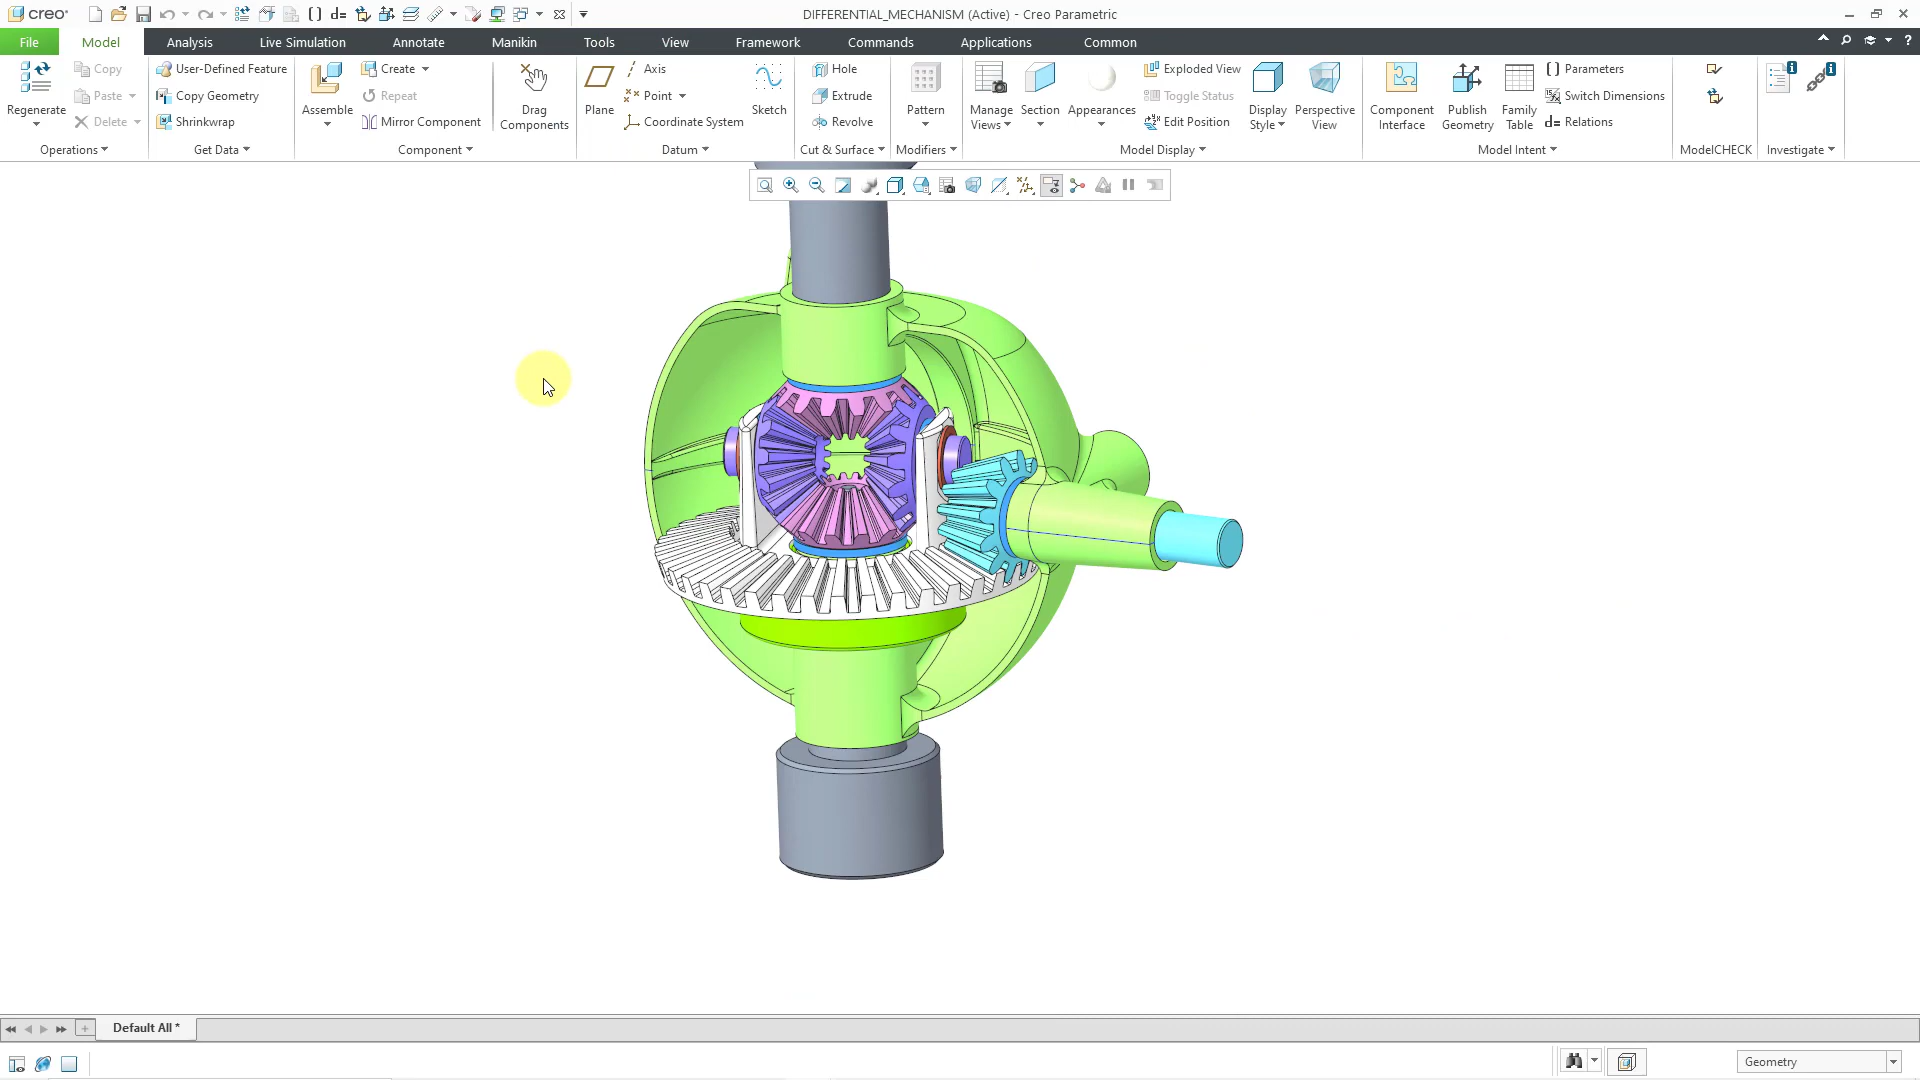 creo
DIFFERENTIAL_MECHANISM (Active) - Creo Parametric
File Model Analysis Live Simulation Annotate Manikin Tools View Framework Commands Applications Common
Regenerate
Copy
Paste
Delete
Operations
User-Defined Feature
Copy Geometry
Shrinkwrap
Get Data
Assemble
Create
Repeat
Mirror Component
Drag Components
Component
Plane
Axis
Point
Coordinate System
Sketch
Datum
Hole
Extrude
Revolve
Cut & Surface
Pattern
Modifiers
Manage Views
Section
Appearances
Exploded View
Toggle Status
Edit Position
Display Style
Perspective View
Model Display
Component Interface
Publish Geometry
Family Table
Parameters
Switch Dimensions
d= Relations
Model Intent
ModelCHECK
Investigate
Default All *
Geometry